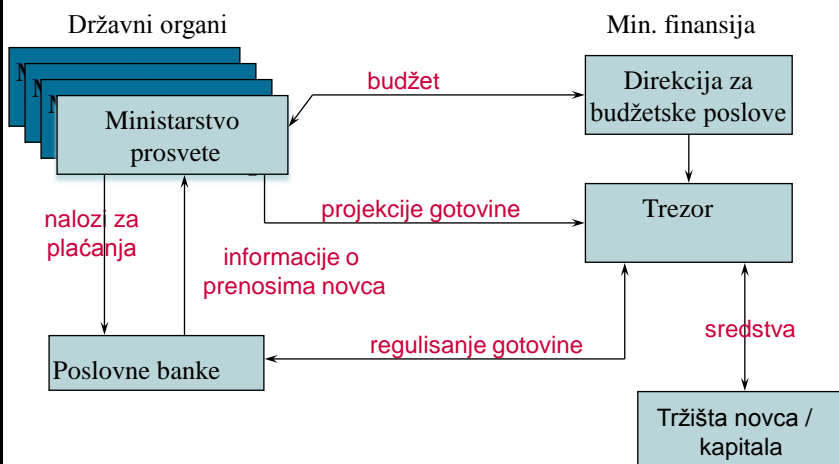 Državni organi
Min. finansija
M
M
M
Ministarstvo
prosvete
budžet
Direkcija za
budžetske poslove
nalozi za
plaćanja
projekcije gotovine
Trezor
informacije o
prenosima novca
regulisanje gotovine
sredstva
Poslovne banke
Tržišta novca /
kapitala